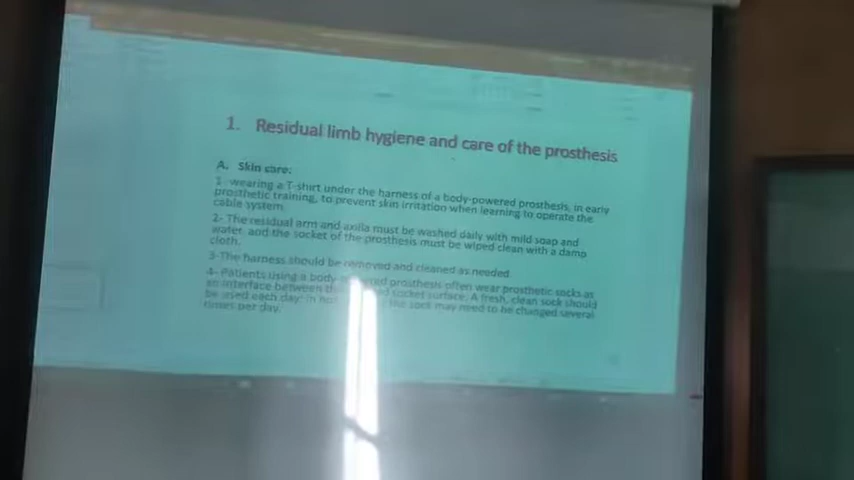 1. Residual limb hygiene and care of the prosthesis
A. Skin care:
1- wearing a T-shirt under the harness of a body-powered prosthesis, in early
prosthetic training, to prevent skin irritation when learning to operate the
cable system.
2- The residual arm and axilla must be washed daily with mild soap and
water, and the socket of the prosthesis must be wiped clean with a damp
cloth.
3-The harness should be removed and cleaned as needed
4- Patients using a body prosthesis often wear prosthetic socks as
an interface between socket surface. A fresh, clean sock should
be used each day; in the sock may need to be changed several
times per day.